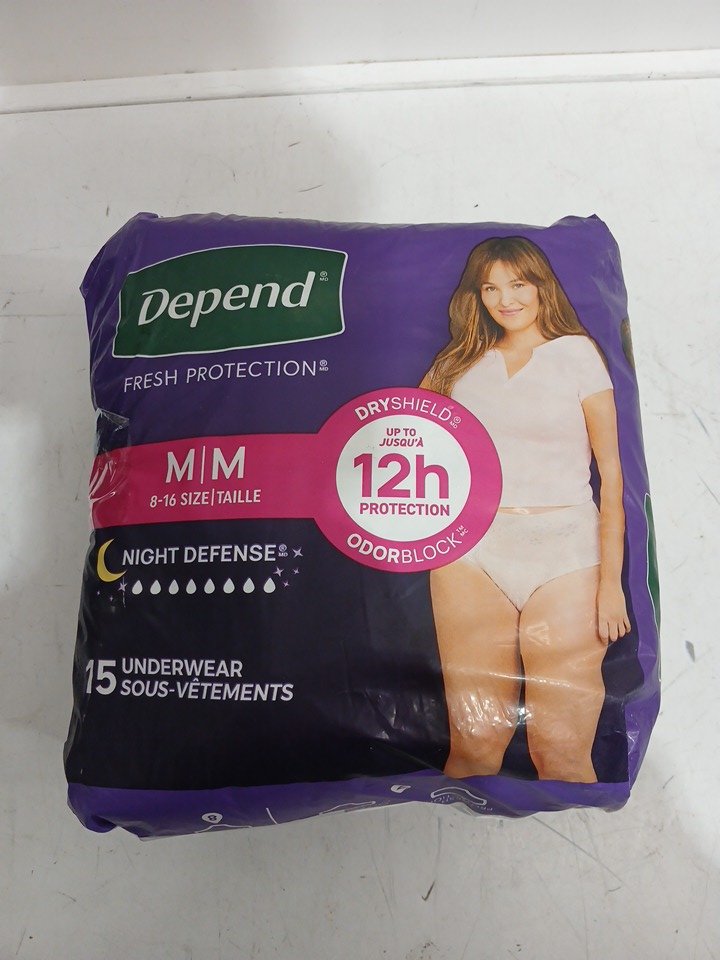 Depend® MD
FRESH PROTECTION® MD
DRYSHIELD® MD
UP TO
JUSQU'À
12h
PROTECTION
ODORBLOCK™ MC
M|M
8-16 SIZE|TAILLE
NIGHT DEFENSE® MD
15 UNDERWEAR
SOUS-VÊTEMENTS